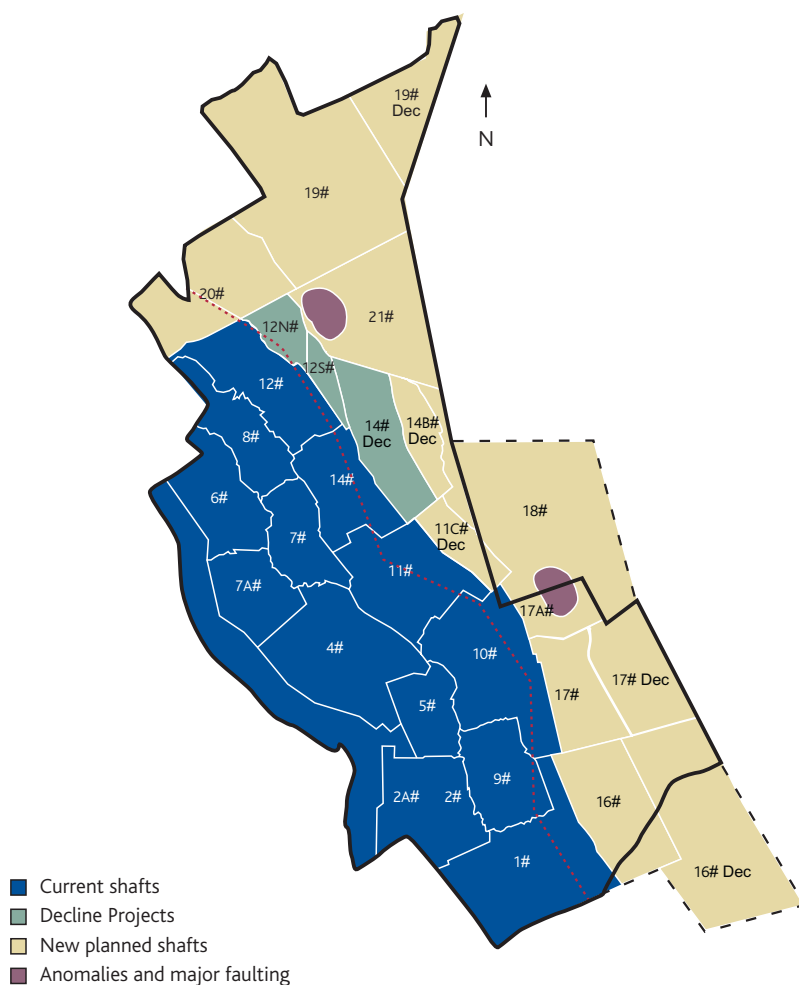 19#
Dec
N
19#
20#
21#
12N#
12S#
12#
14#
Dec
14B#
Dec
8#
14#
6#
18#
7#
11C#
Dec
11#
7A#
17A#
4#
10#
17# Dec
17#
5#
9#
2A#
2#
16#
1#
16# Dec
Current shafts
Decline Projects
New planned shafts
Anomalies and major faulting